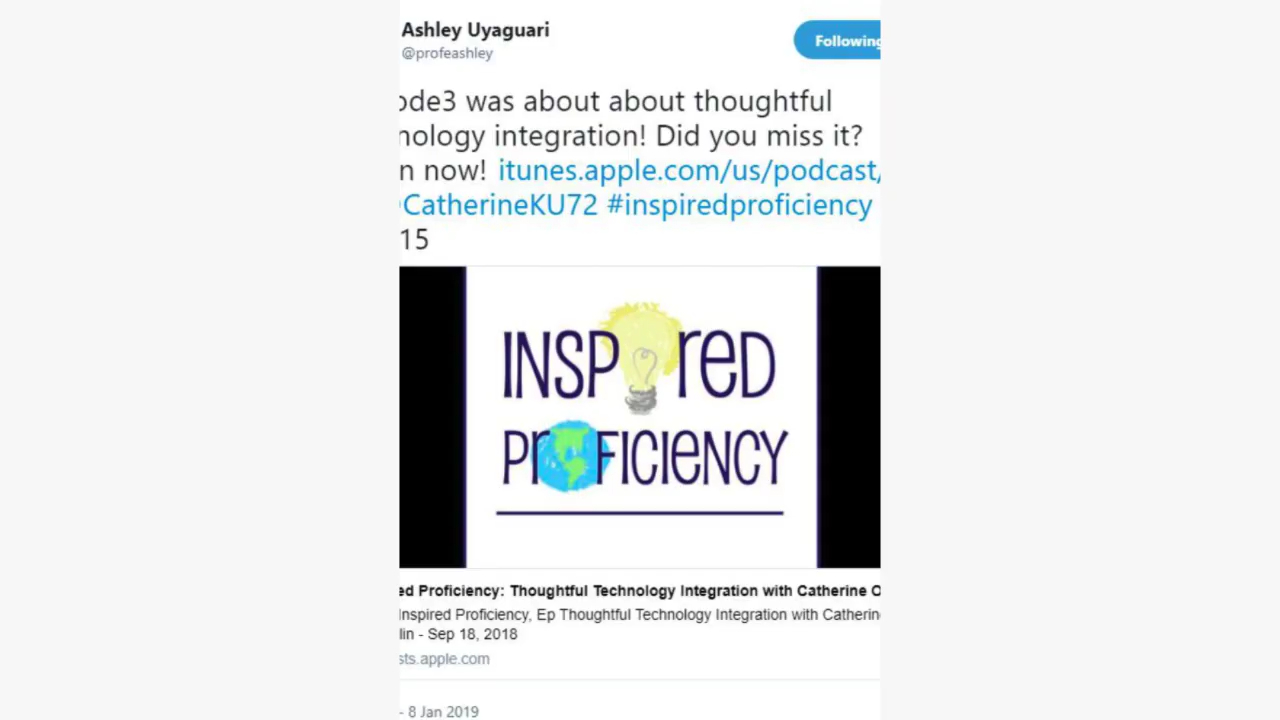 Ashley Uyaguari
@profeashley
Following
ode3 was about about thoughtful
nology integration! Did you miss it?
n now! itunes.apple.com/us/podcast/
@CatherineKU72 #inspiredproficiency
15
INSPIRED
PROFICIENCY
ed Proficiency: Thoughtful Technology Integration with Catherine O
Inspired Proficiency, Ep Thoughtful Technology Integration with Catherin
lin - Sep 18, 2018
sts.apple.com
- 8 Jan 2019